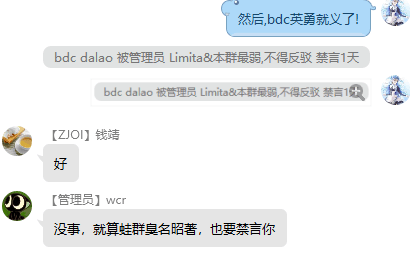 然后,bdc英勇就义了!
bdc dalao 被管理员 Limita&本群最弱,不得反驳 禁言1天
bdc dalao 被管理员 Limita&本群最弱,不得反驳 禁言1
【ZJOI】钱靖
好
【管理员】wcr
没事，就算蛙群臭名昭著，也要禁言你